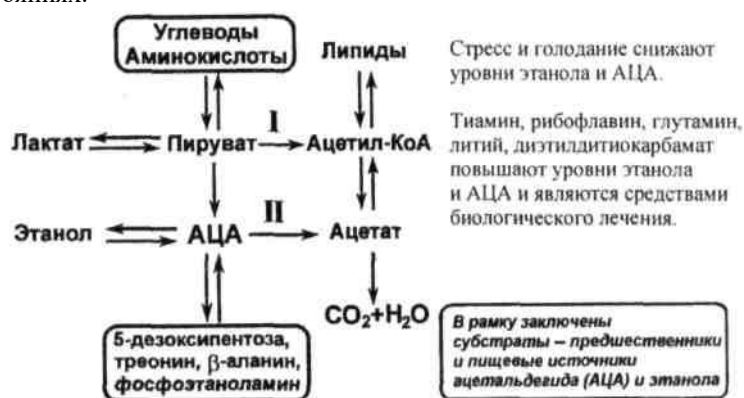 Углеводы
Аминокислоты
Липиды
Стресс и голодание снижают
уровни этанола и АЦА.
I
Лактат
Пируват
Ацетил-КоА
Тиамин, рибофлавин, глутамин,
литий, диэтилдитиокарбамат
повышают уровни этанола
и АЦА и являются средствами
биологического лечения.
II
Этанол
АЦА
Ацетат
CO₂+H₂O
5-дезоксипентоза,
треонин, β-аланин,
фосфоэтаноламин
В рамку заключены
субстраты – предшественники
и пищевые источники
ацетальдегида (АЦА) и этанола